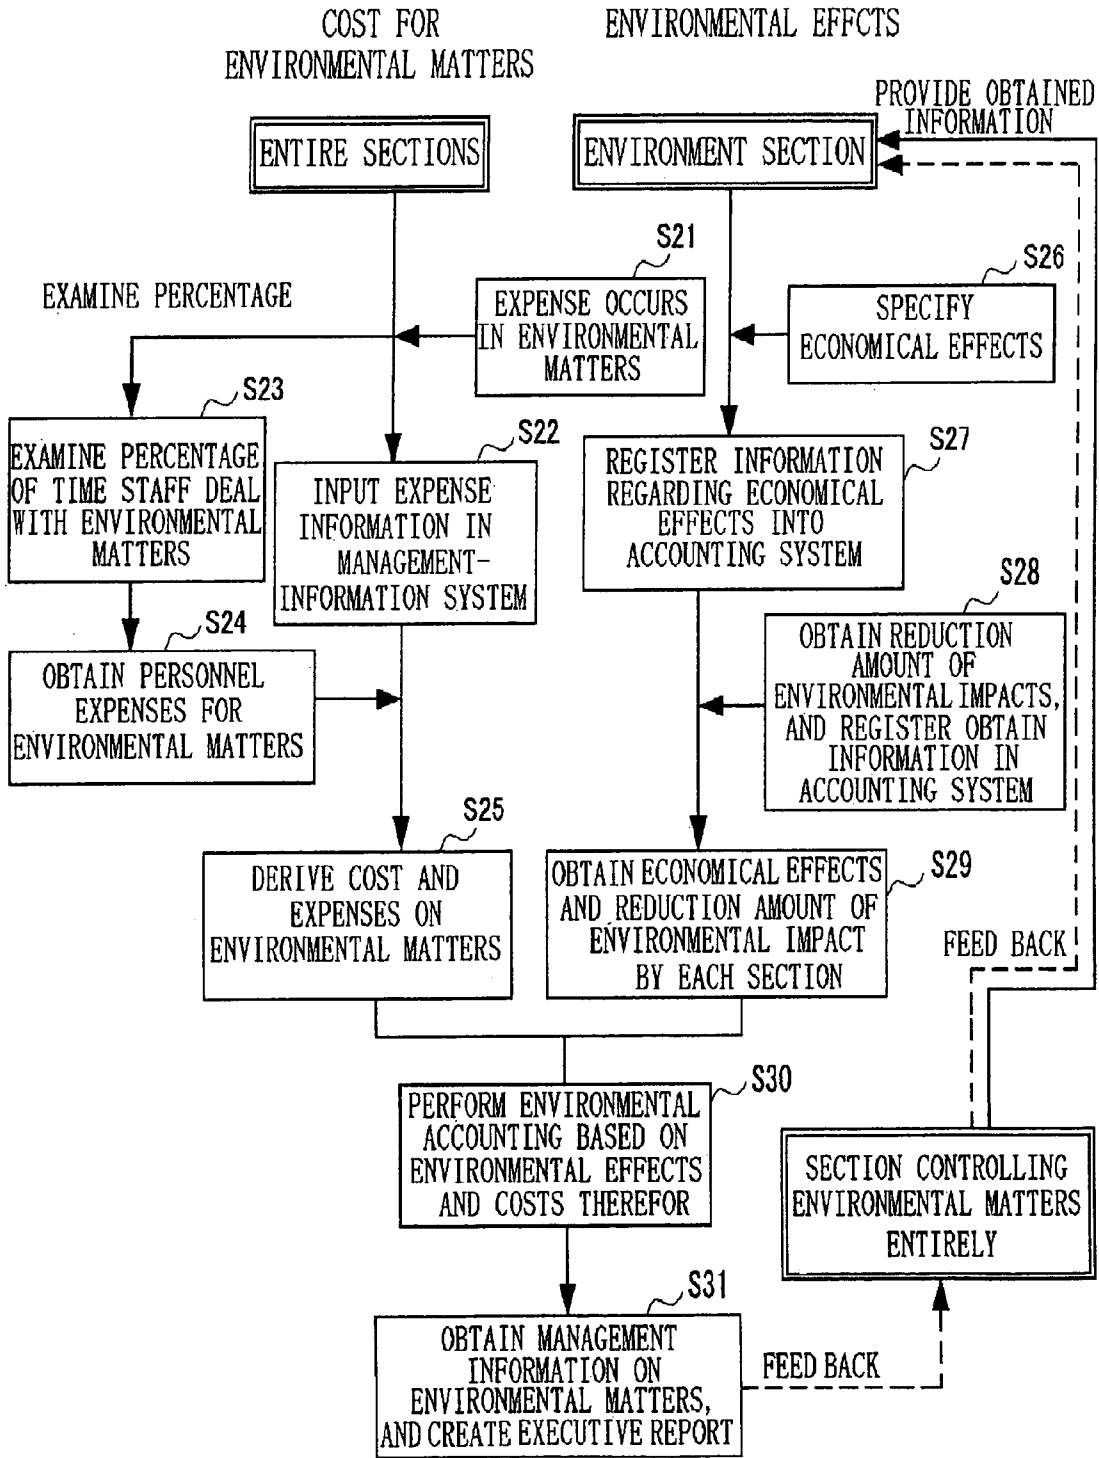 COST FOR
ENVIRONMENTAL MATTERS
ENVIRONMENTAL EFFCTS
PROVIDE OBTAINED
INFORMATION
ENTIRE SECTIONS
ENVIRONMENT SECTION
S21
EXPENSE OCCURS
IN ENVIRONMENTAL
MATTERS
S26
SPECIFY
ECONOMICAL EFFECTS
EXAMINE PERCENTAGE
S23
EXAMINE PERCENTAGE
OF TIME STAFF DEAL
WITH ENVIRONMENTAL
MATTERS
S22
INPUT EXPENSE
INFORMATION IN
MANAGEMENT-
INFORMATION SYSTEM
S27
REGISTER INFORMATION
REGARDING ECONOMICAL
EFFECTS INTO
ACCOUNTING SYSTEM
S24
OBTAIN PERSONNEL
EXPENSES FOR
ENVIRONMENTAL MATTERS
S28
OBTAIN REDUCTION
AMOUNT OF
ENVIRONMENTAL IMPACTS,
AND REGISTER OBTAIN
INFORMATION IN
ACCOUNTING SYSTEM
S25
DERIVE COST AND
EXPENSES ON
ENVIRONMENTAL MATTERS
S29
OBTAIN ECONOMICAL EFFECTS
AND REDUCTION AMOUNT OF
ENVIRONMENTAL IMPACT
BY EACH SECTION
FEED BACK
S30
PERFORM ENVIRONMENTAL
ACCOUNTING BASED ON
ENVIRONMENTAL EFFECTS
AND COSTS THEREFOR
SECTION CONTROLLING
ENVIRONMENTAL MATTERS
ENTIRELY
S31
OBTAIN MANAGEMENT
INFORMATION ON
ENVIRONMENTAL MATTERS,
AND CREATE EXECUTIVE REPORT
FEED BACK